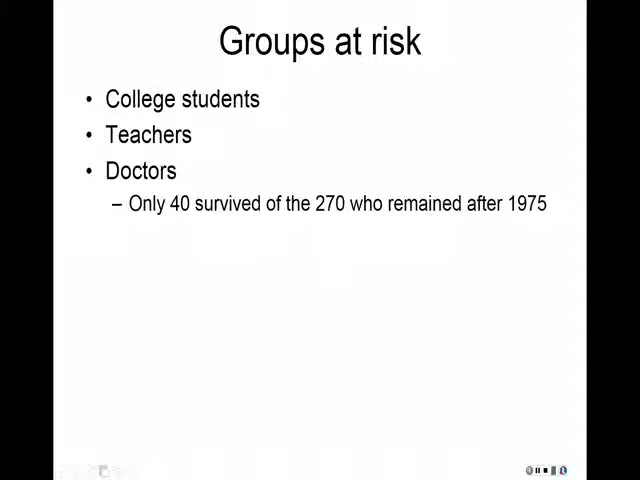 Groups at risk
• College students
• Teachers
• Doctors
– Only 40 survived of the 270 who remained after 1975